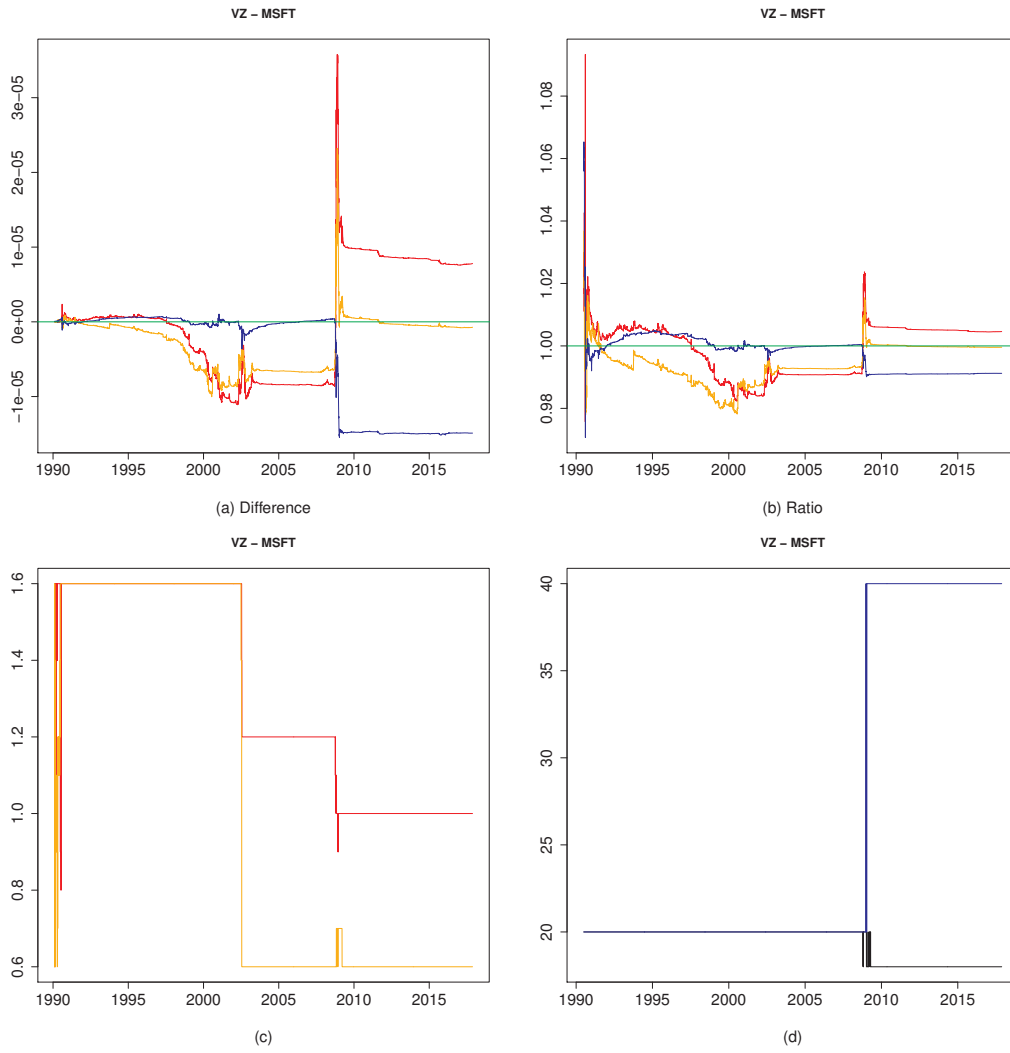 VZ – MSFT
3e−05
2e−05
1e−05
0e+00
−1e−05
1990 1995 2000 2005 2010 2015
(a) Difference
VZ – MSFT
1.08
1.06
1.04
1.02
1.00
0.98
1990 1995 2000 2005 2010 2015
(b) Ratio
VZ – MSFT
1.6
1.4
1.2
1.0
0.8
0.6
1990 1995 2000 2005 2010 2015
(c)
VZ – MSFT
40
35
30
25
20
1990 1995 2000 2005 2010 2015
(d)